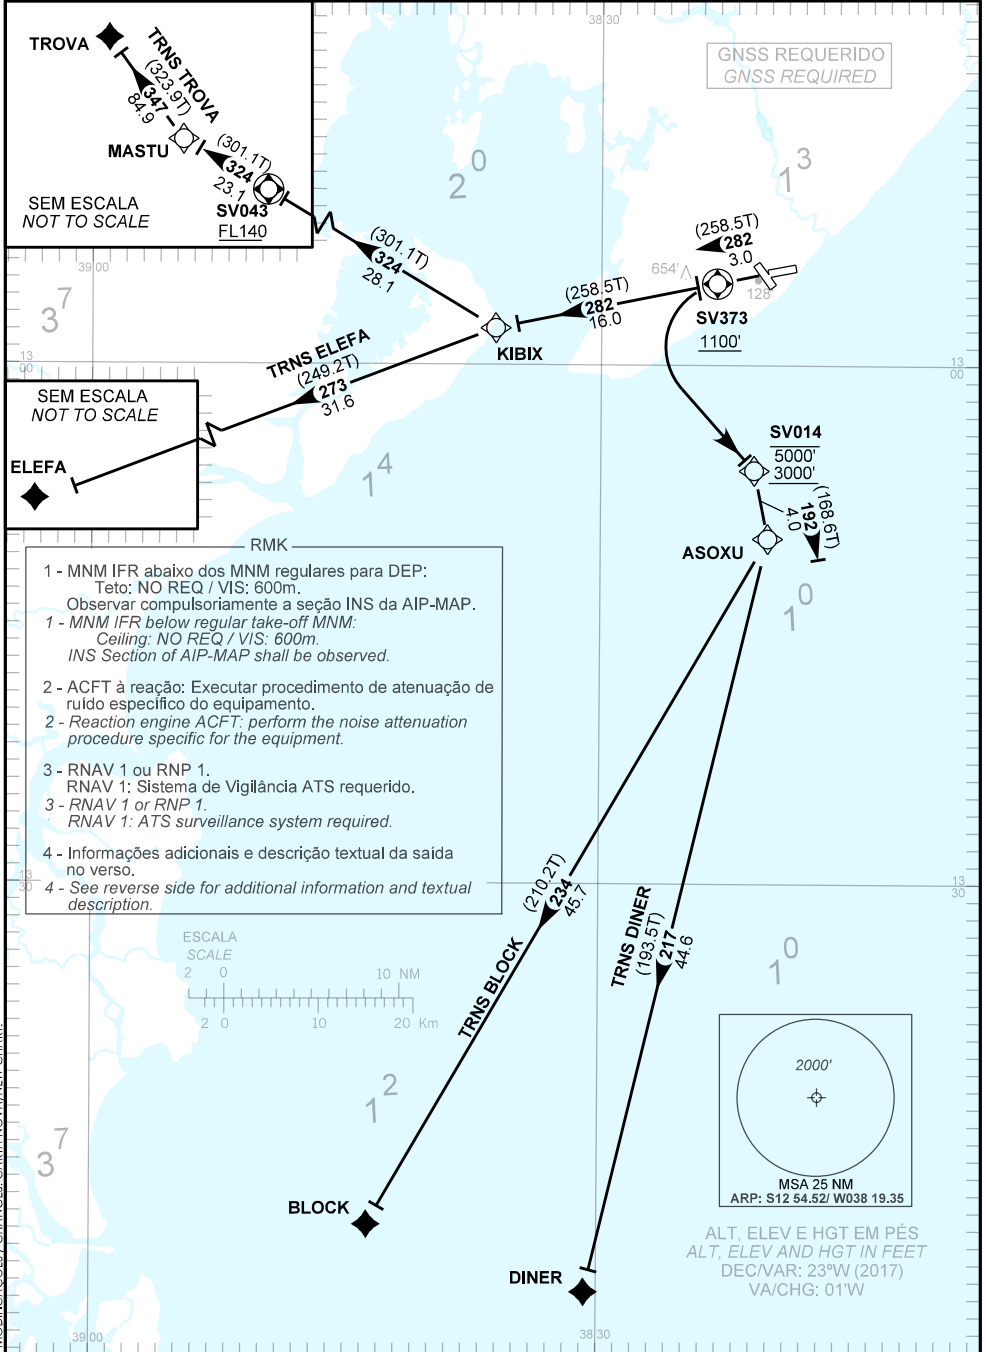 38 30
GNSS REQUERIDO
GNSS REQUIRED
TROVA
TRNS TROVA
(323.9T)
347
84.9
MASTU
(301.1T)
324
23.1
SV043
FL140
SEM ESCALA
NOT TO SCALE
2 0
1 3
39 00
(301.1T)
324
28.1
(258.5T)
282
3.0
654'
128
(258.5T)
282
16.0
SV373
1100'
3 7
KIBIX
TRNS ELEFA
(249.2T)
273
31.6
13 00
13 00
SEM ESCALA
NOT TO SCALE
ELEFA
1 4
SV014
5000'
3000'
(168.6T)
192
4.0
ASOXU
1 0
RMK
1 - MNM IFR abaixo dos MNM regulares para DEP:
Teto: NO REQ / VIS: 600m.
Observar compulsoriamente a seção INS da AIP-MAP.
1 - MNM IFR below regular take-off MNM:
Ceiling: NO REQ / VIS: 600m.
INS Section of AIP-MAP shall be observed.
2 - ACFT à reação: Executar procedimento de atenuação de
ruído específico do equipamento.
2 - Reaction engine ACFT: perform the noise attenuation
procedure specific for the equipment.
3 - RNAV 1 ou RNP 1.
RNAV 1: Sistema de Vigilância ATS requerido.
3 - RNAV 1 or RNP 1.
RNAV 1: ATS surveillance system required.
4 - Informações adicionais e descrição textual da saída
no verso.
4 - See reverse side for additional information and textual
description.
13 30
13 30
(210.2T)
234
45.7
TRNS BLOCK
TRNS DINER
(193.5T)
217
44.6
ESCALA
SCALE
2 0 10 NM
2 0 10 20 Km
1 0
1 2
3 7
2000'
MSA 25 NM
ARP: S12 54.52/ W038 19.35
BLOCK
DINER
ALT, ELEV E HGT EM PÉS
ALT, ELEV AND HGT IN FEET
DEC/VAR: 23ºW (2017)
VA/CHG: 01'W
39 00
38 30